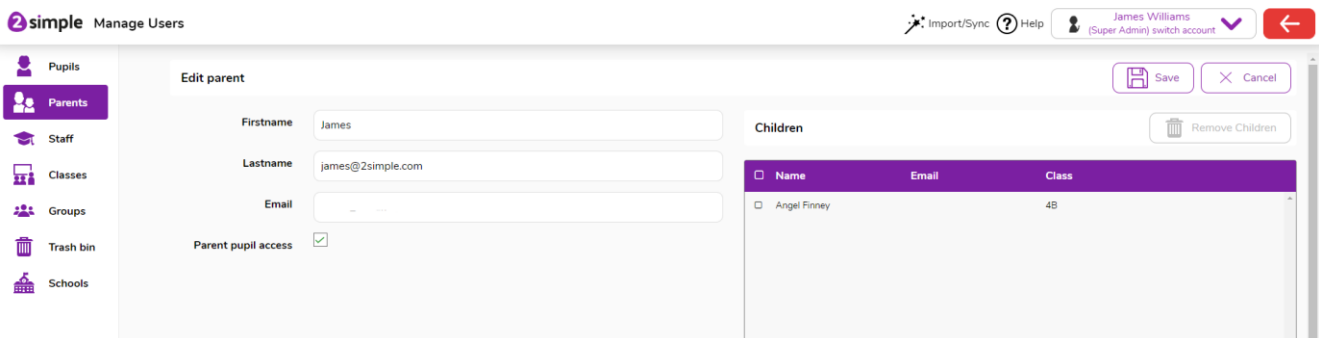 2simple Manage Users
Import/Sync ? Help
James Williams
(Super Admin) switch account
Pupils
Parents
Staff
Classes
Groups
Trash bin
Schools
Edit parent
Save
Cancel
Firstname James
Lastname james@2simple.com
Email
Parent pupil access
Children
Remove Children
Name Email Class
Angel Finney 4B